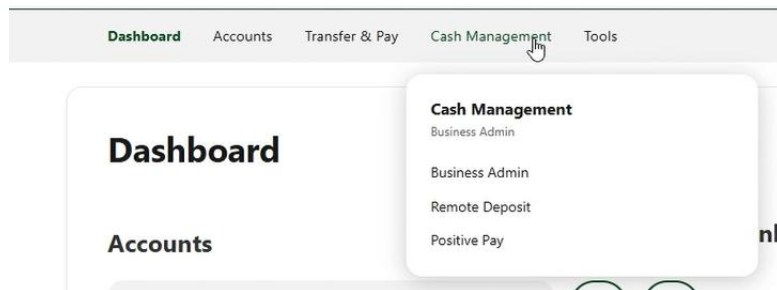 Dashboard Accounts Transfer & Pay Cash Management Tools
Cash Management
Business Admin
Dashboard
Business Admin
Remote Deposit
Accounts
Positive Pay